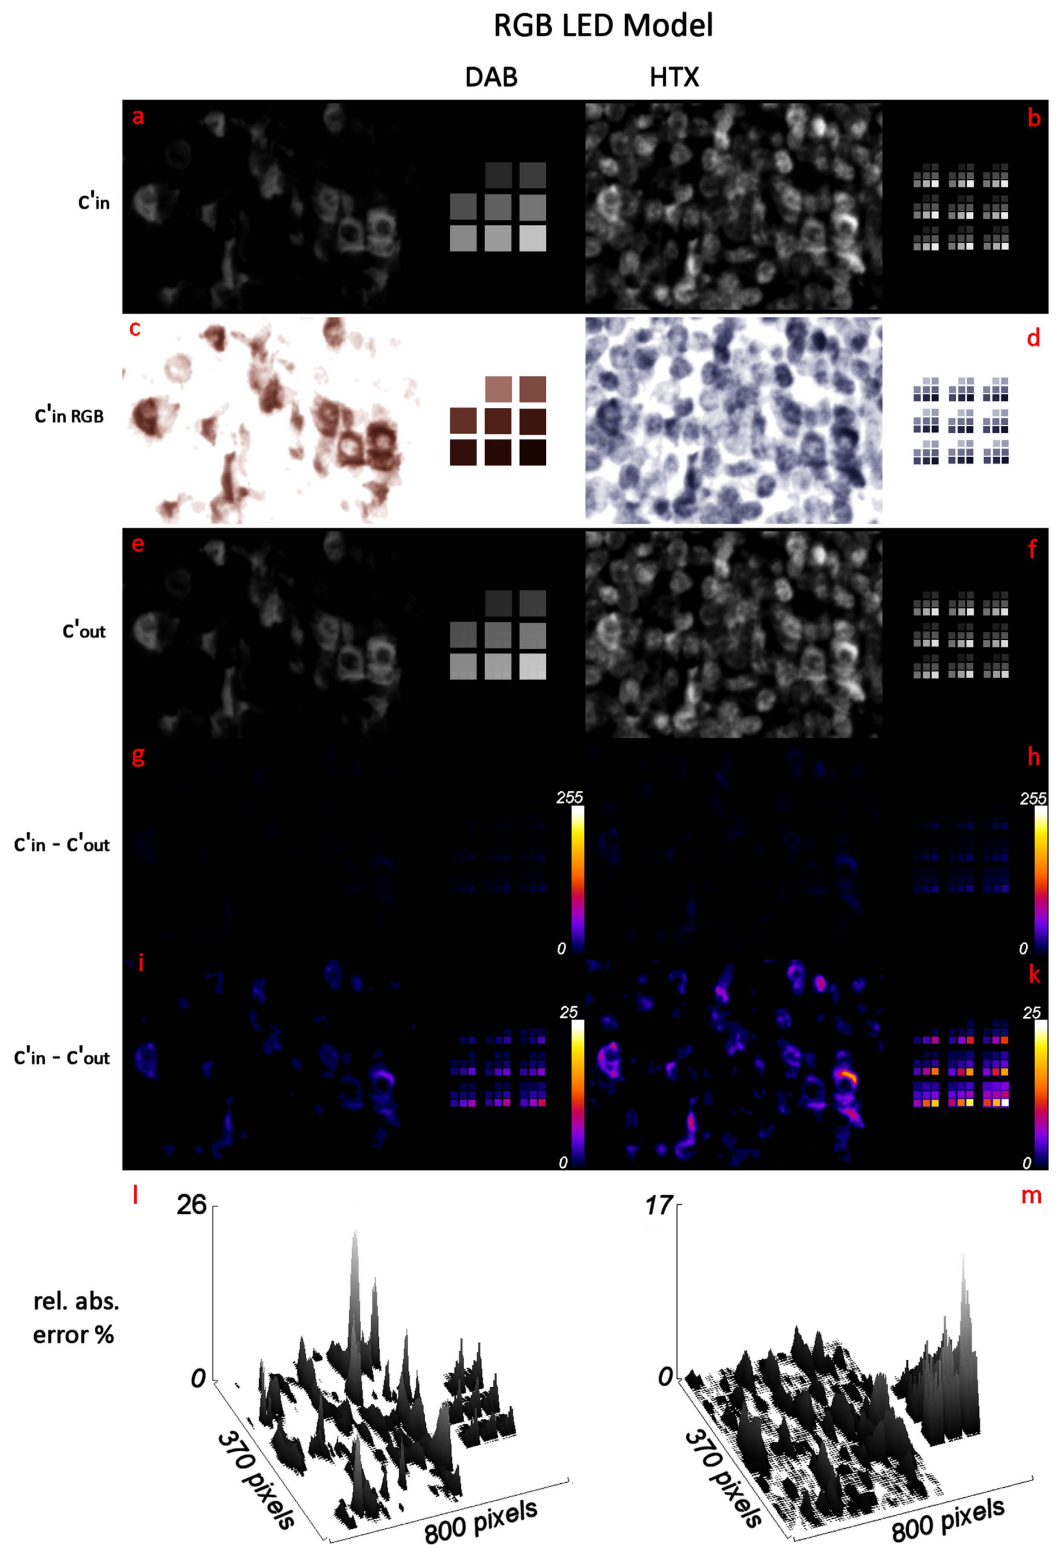 RGB LED Model
DAB HTX
a b
C'in
c d
C'in RGB
e f
C'out
g h
255 255
C'in - C'out
0 0
i k
25 25
C'in - C'out
0 0
l m
26 17
rel. abs.
error %
0 0
370 pixels 370 pixels
800 pixels 800 pixels